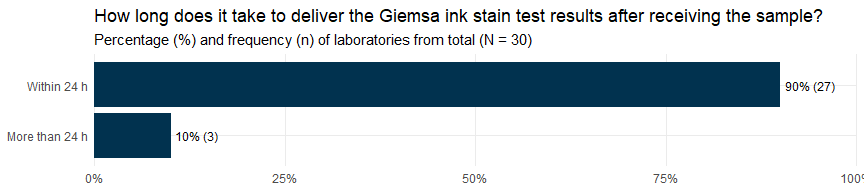 How long does it take to deliver the Giemsa ink stain test results after receiving the sample?
Percentage (%) and frequency (n) of laboratories from total (N = 30)
Within 24 h 90% (27)
More than 24 h 10% (3)
0% 25% 50% 75% 100%